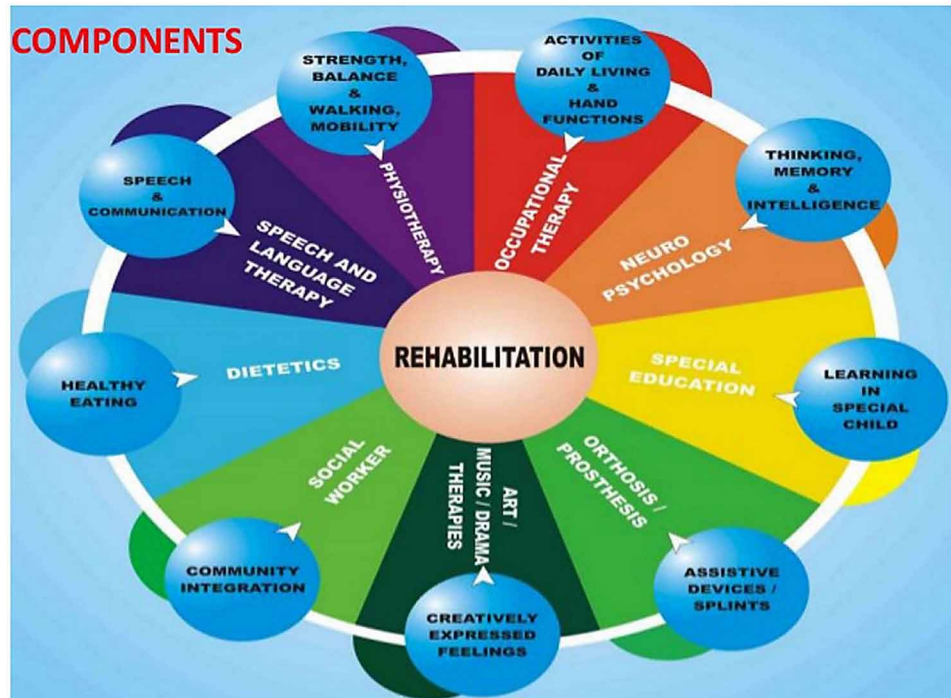 COMPONENTS
STRENGTH,
BALANCE
&
WALKING,
MOBILITY
PHYSIOTHERAPY
ACTIVITIES
OF
DAILY LIVING
&
HAND
FUNCTIONS
OCCUPATIONAL
THERAPY
THINKING,
MEMORY
&
INTELLIGENCE
NEURO
PSYCHOLOGY
LEARNING
IN
SPECIAL
CHILD
SPECIAL
EDUCATION
ASSISTIVE
DEVICES /
SPLINTS
ORTHOSIS /
PROSTHESIS
CREATIVELY
EXPRESSED
FEELINGS
ART /
MUSIC / DRAMA
THERAPIES
COMMUNITY
INTEGRATION
SOCIAL
WORKER
HEALTHY
EATING
DIETETICS
SPEECH
&
COMMUNICATION
SPEECH AND
LANGUAGE
THERAPY
REHABILITATION